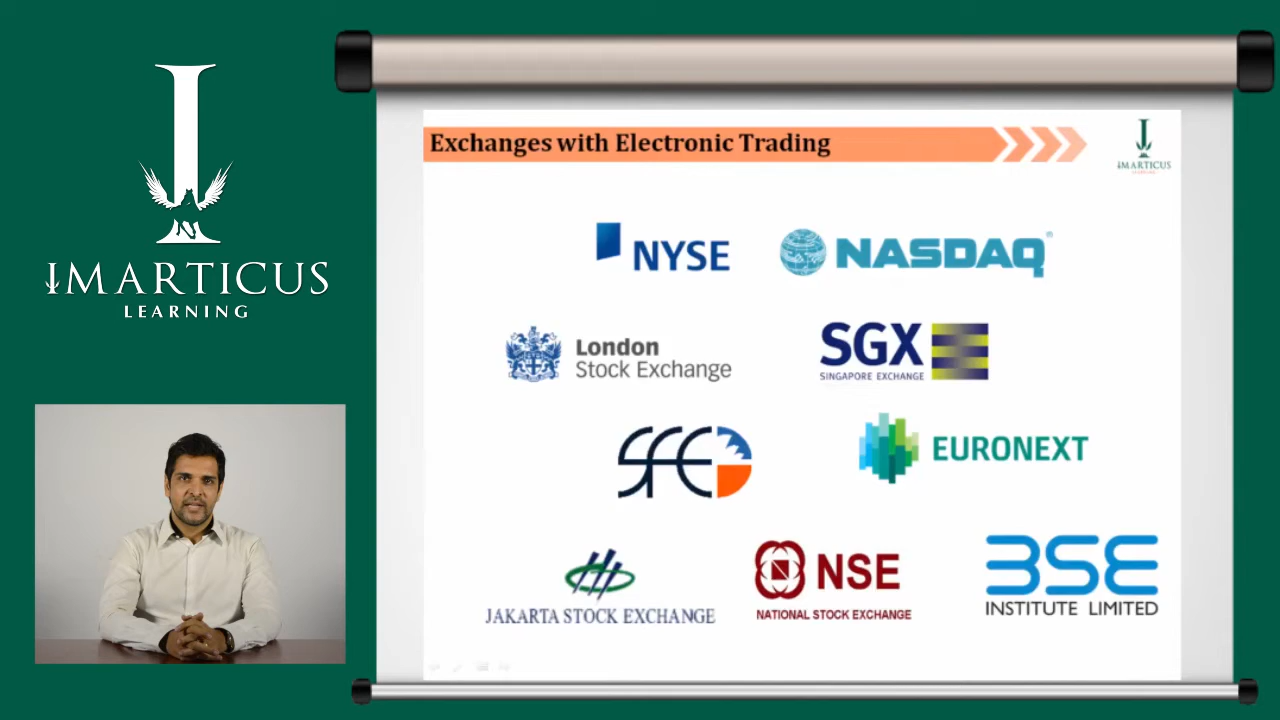 IMARTICUS
LEARNING
Exchanges with Electronic Trading
IMARTICUS
NYSE
NASDAQ
London
Stock Exchange
SGX
SINGAPORE EXCHANGE
SFE
EURONEXT
JAKARTA STOCK EXCHANGE
NSE
NATIONAL STOCK EXCHANGE
BSE
INSTITUTE LIMITED